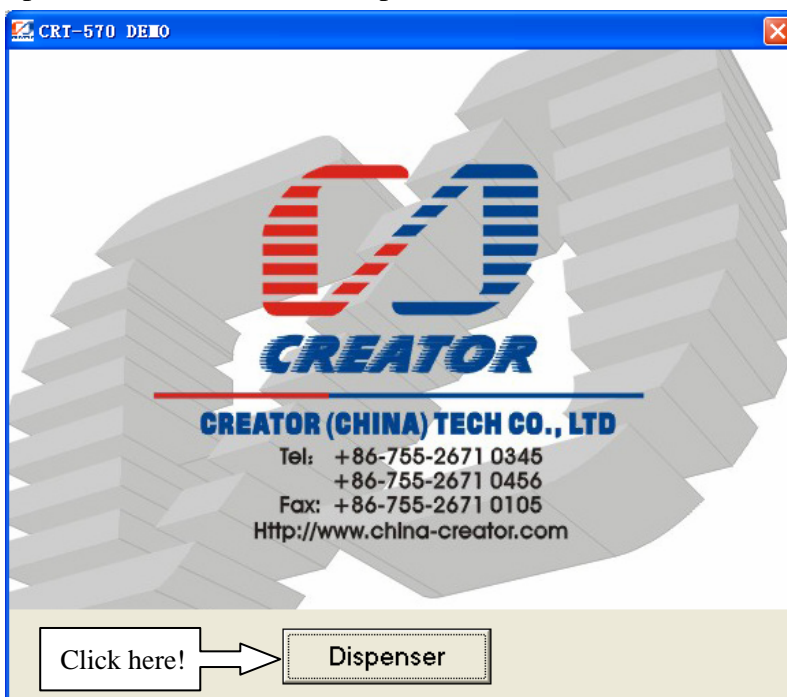 CRT-570 DEMO
CREATOR
CREATOR (CHINA) TECH CO., LTD
Tel: +86-755-2671 0345
+86-755-2671 0456
Fax: +86-755-2671 0105
Http://www.china-creator.com
Click here!
Dispenser